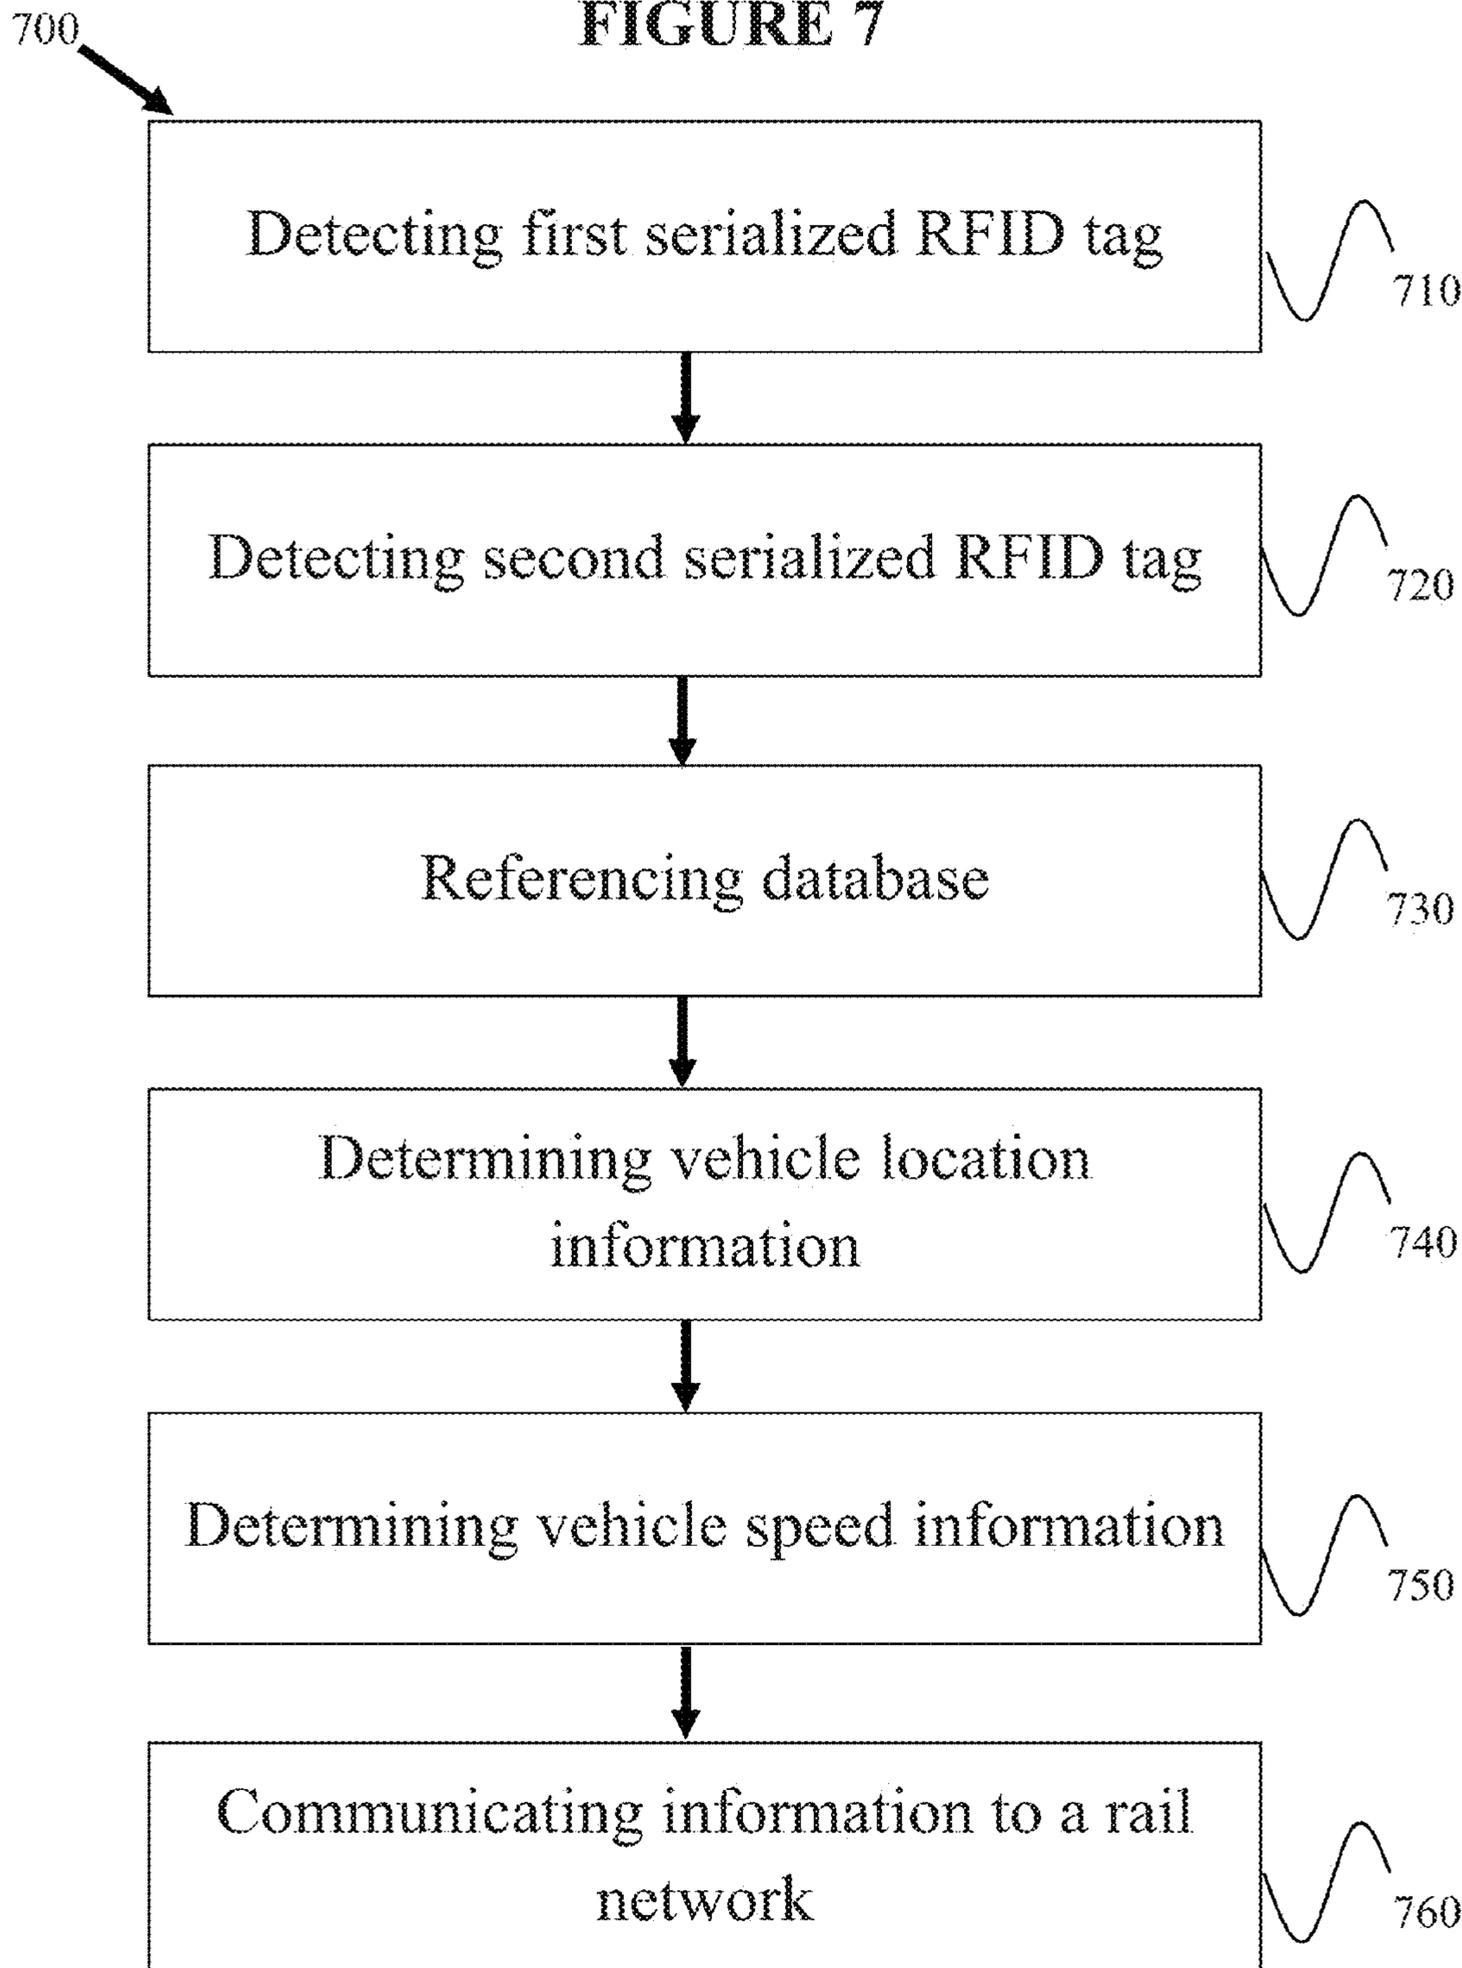 FIGURE 7
700
Detecting first serialized RFID tag
710
Detecting second serialized RFID tag
720
Referencing database
730
Determining vehicle location
information
740
Determining vehicle speed information
750
Communicating information to a rail
network
760